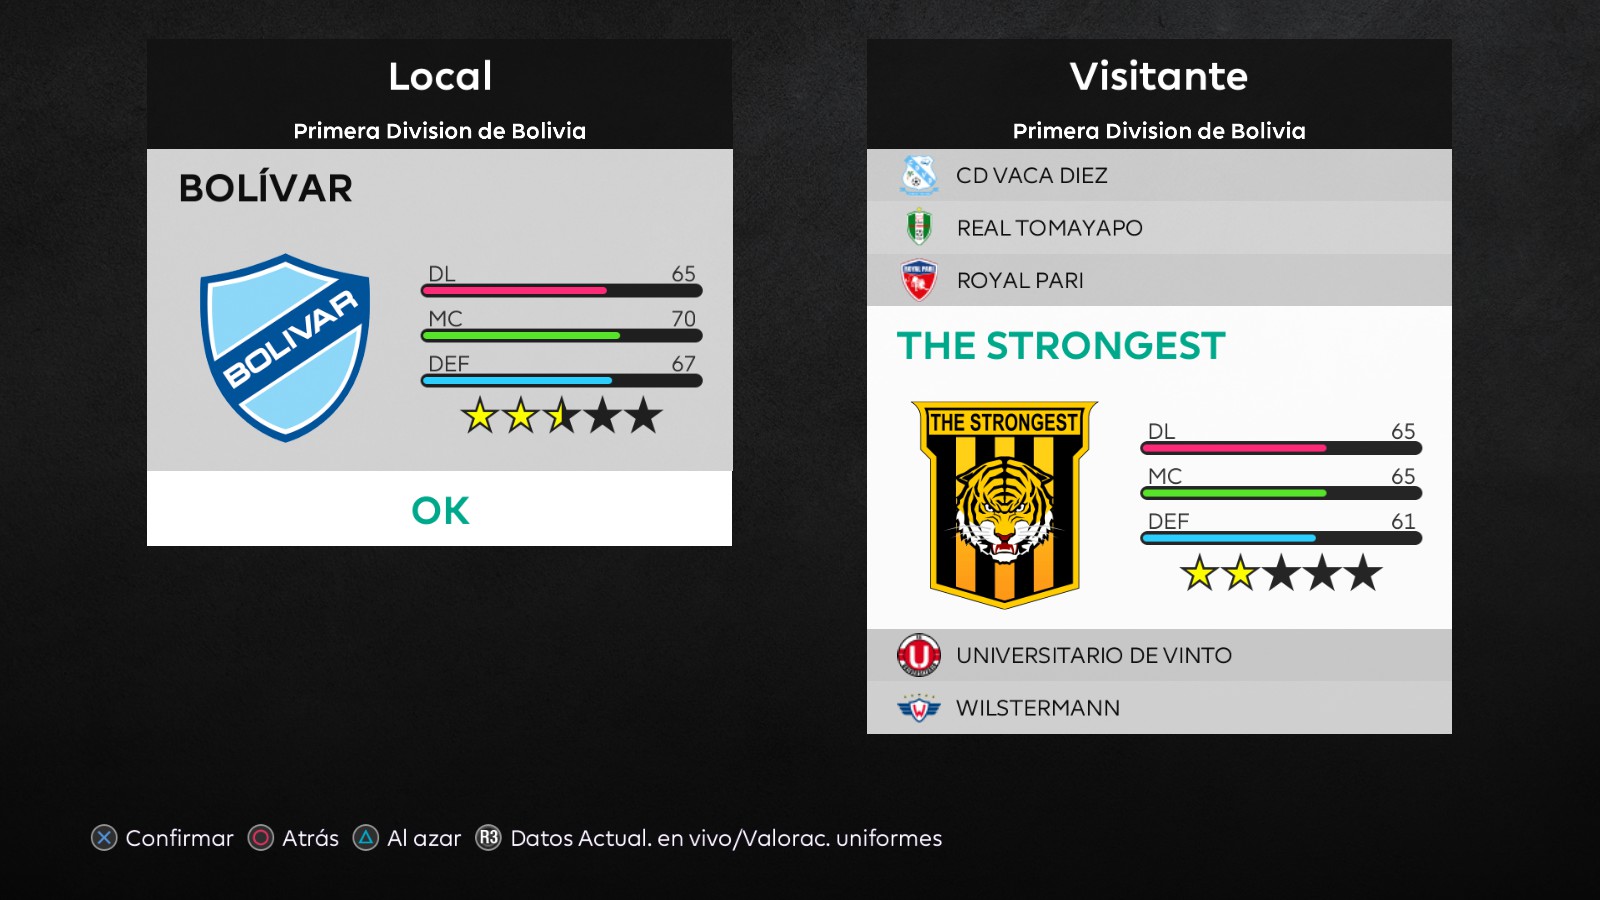 Local
Primera Division de Bolivia
BOLÍVAR
BOLIVAR
DL 65
MC 70
DEF 67
OK
Visitante
Primera Division de Bolivia
CD VACA DIEZ
REAL TOMAYAPO
ROYAL PARI
ROYAL PARI
THE STRONGEST
THE STRONGEST
DL 65
MC 65
DEF 61
U
UNIVERSITARIO DE VINTO
W
WILSTERMANN
Confirmar Atrás Al azar R3 Datos Actual. en vivo/Valorac. uniformes